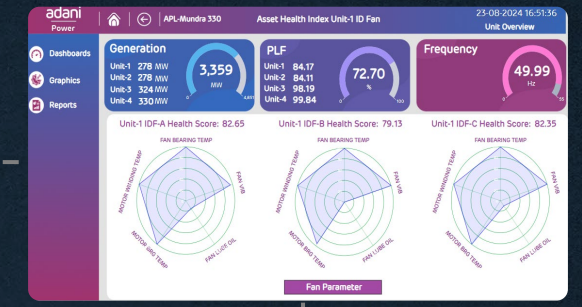 adani
Power
APL-Mundra 330
Asset Health Index Unit-1 ID Fan
23-08-2024 16:51:36
Unit Overview
Dashboards
Graphics
Reports
Generation
Unit-1 278 MW
Unit-2 278 MW
Unit-3 324 MW
Unit-4 330 MW
3,359
MW
0
PLF
Unit-1 84.17
Unit-2 84.11
Unit-3 98.19
Unit-4 99.84
72.70
%
0
100
Frequency
49.99
Hz
0
55
Unit-1 IDF-A Health Score: 82.65
FAN BEARING TEMP
FAN VIB
FAN LUBE OIL
MOTOR BRG TEMP
MOTOR WINDING TEMP
Unit-1 IDF-B Health Score: 79.13
FAN BEARING TEMP
FAN VIB
FAN LUBE OIL
MOTOR BRG TEMP
MOTOR WINDING TEMP
Unit-1 IDF-C Health Score: 82.35
FAN BEARING TEMP
FAN VIB
FAN LUBE OIL
MOTOR BRG TEMP
MOTOR WINDING TEMP
Fan Parameter